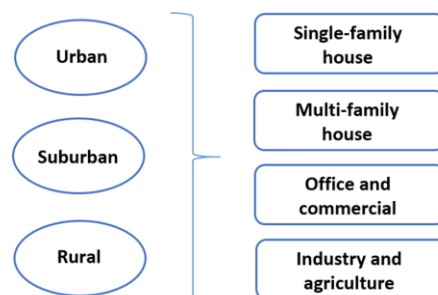 Urban
Suburban
Rural
Single-family
house
Multi-family
house
Office and
commercial
Industry and
agriculture